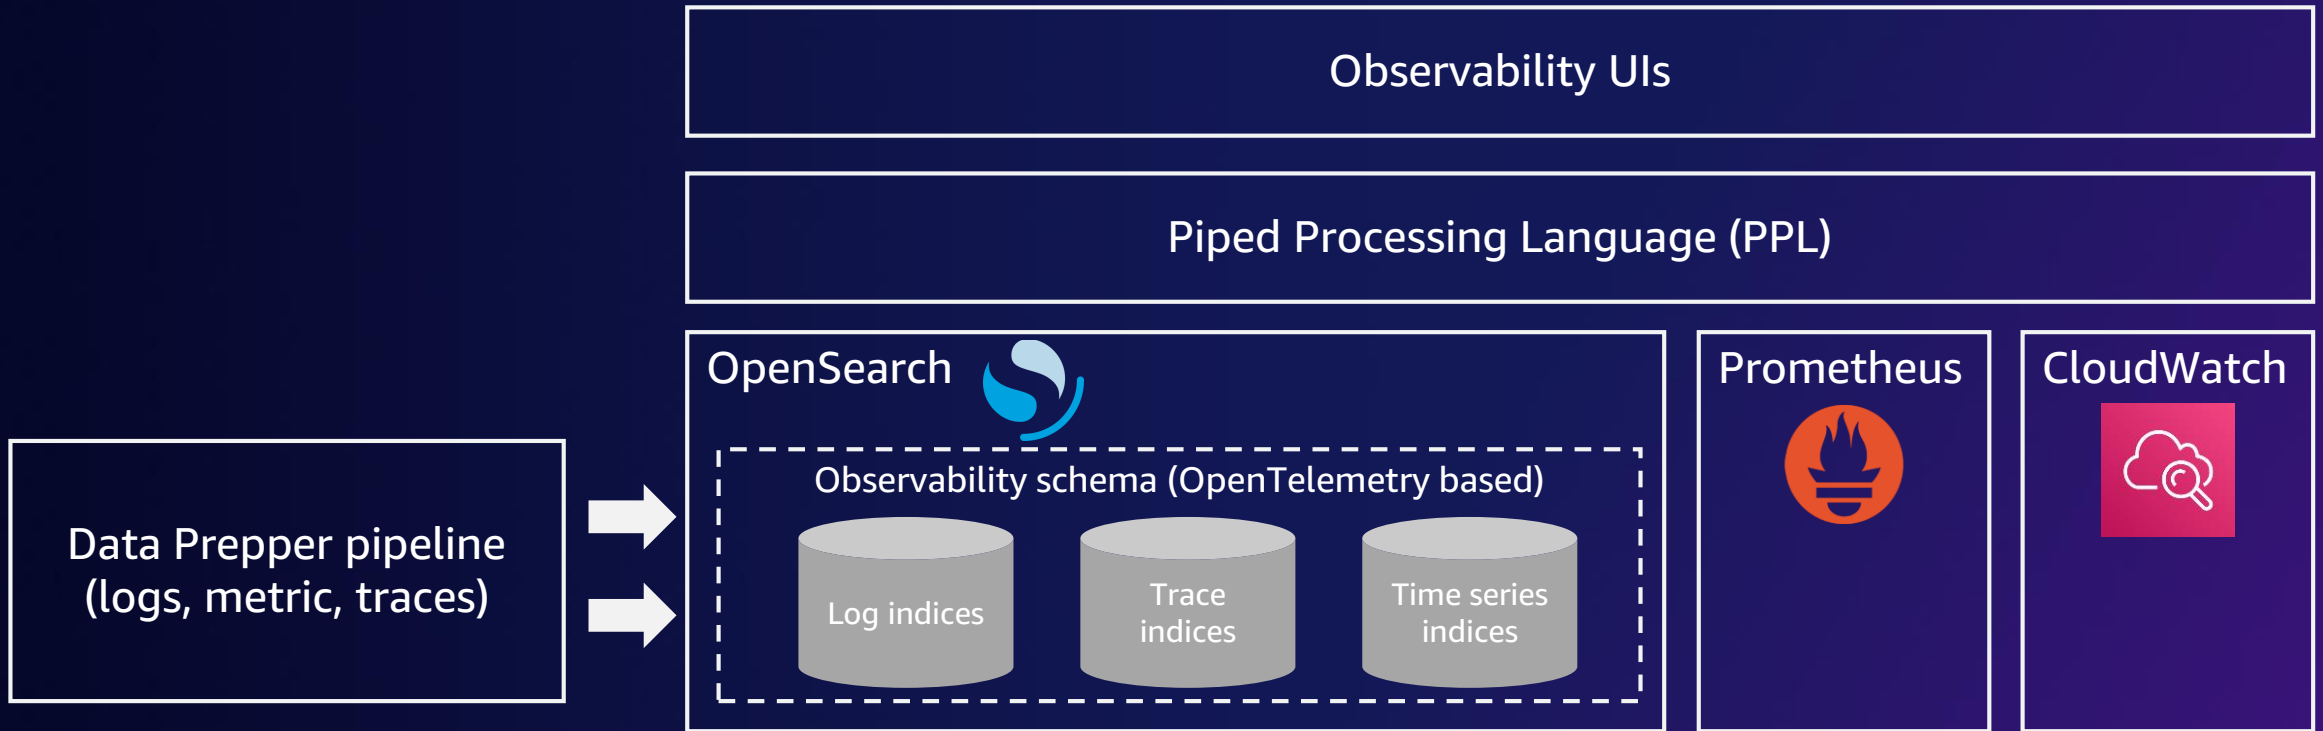 Observability UIs
Piped Processing Language (PPL)
OpenSearch
Prometheus
CloudWatch
Observability schema (OpenTelemetry based)
Data Prepper pipeline
(logs, metric, traces)
Log indices
Trace
indices
Time series
indices